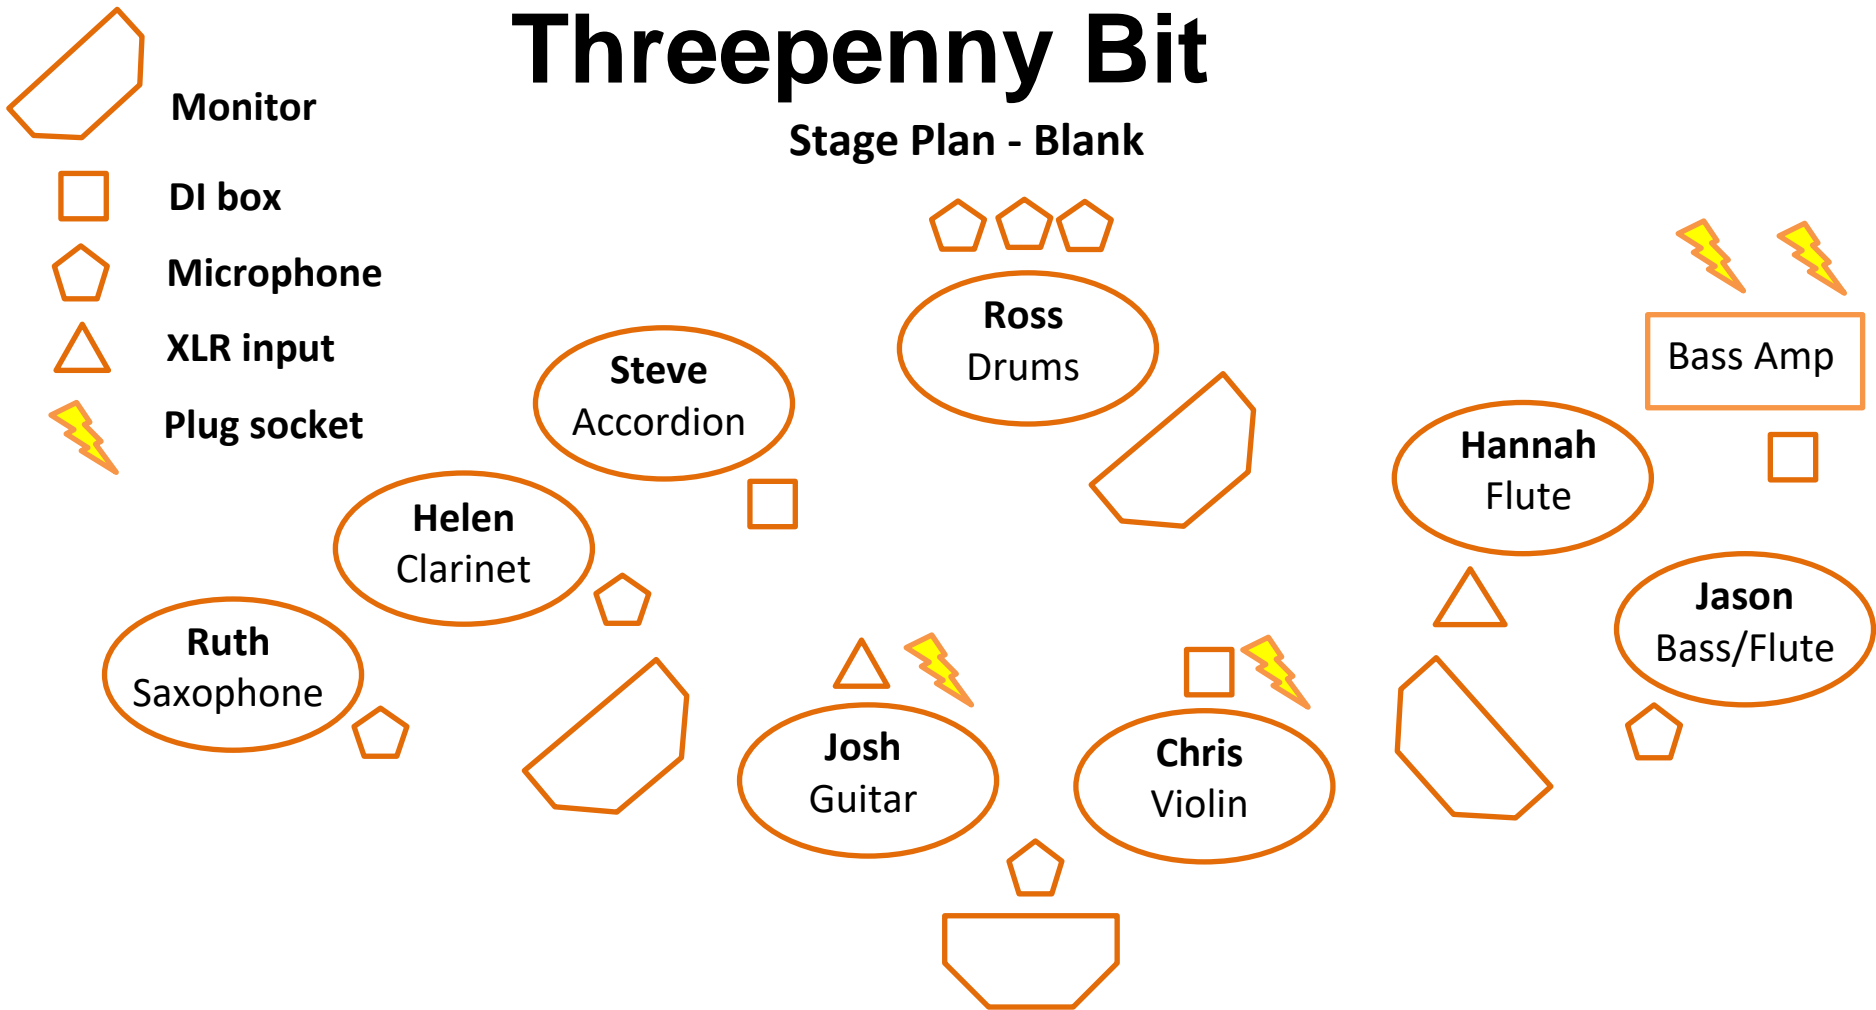 Threepenny Bit
Stage Plan - Blank
Monitor
DI box
Microphone
XLR input
Plug socket
Ross
Drums
Bass Amp
Steve
Accordion
Hannah
Flute
Helen
Clarinet
Jason
Bass/Flute
Ruth
Saxophone
Josh
Guitar
Chris
Violin